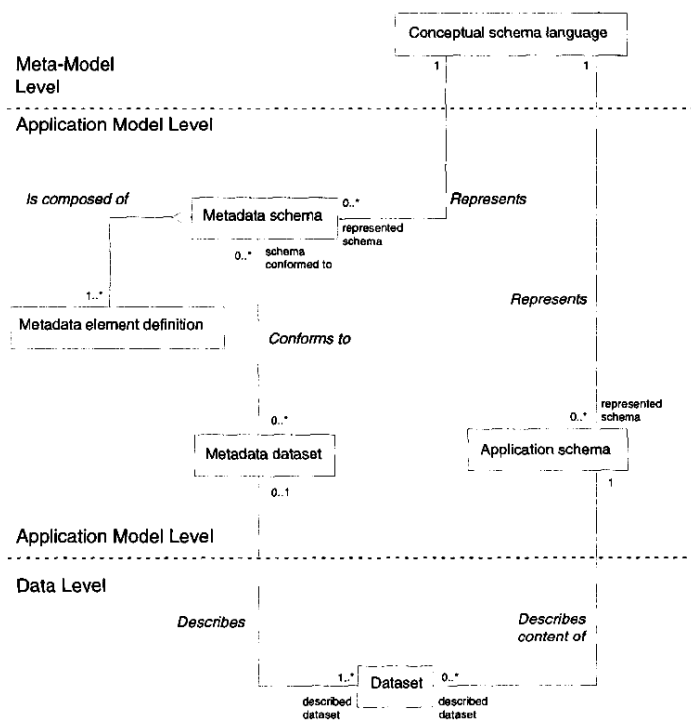 Conceptual schema language
1
1
Meta-Model
Level
Application Model Level
Is composed of
0..*
Metadata schema
Represents
represented
schema
0..*
schema
conformed to
1..*
Metadata element definition
Represents
Conforms to
represented
schema
0..*
0..*
Metadata dataset
Application schema
0..1
1
Application Model Level
Data Level
Describes
Describes
content of
1..*
Dataset
0..*
described
dataset
described
dataset